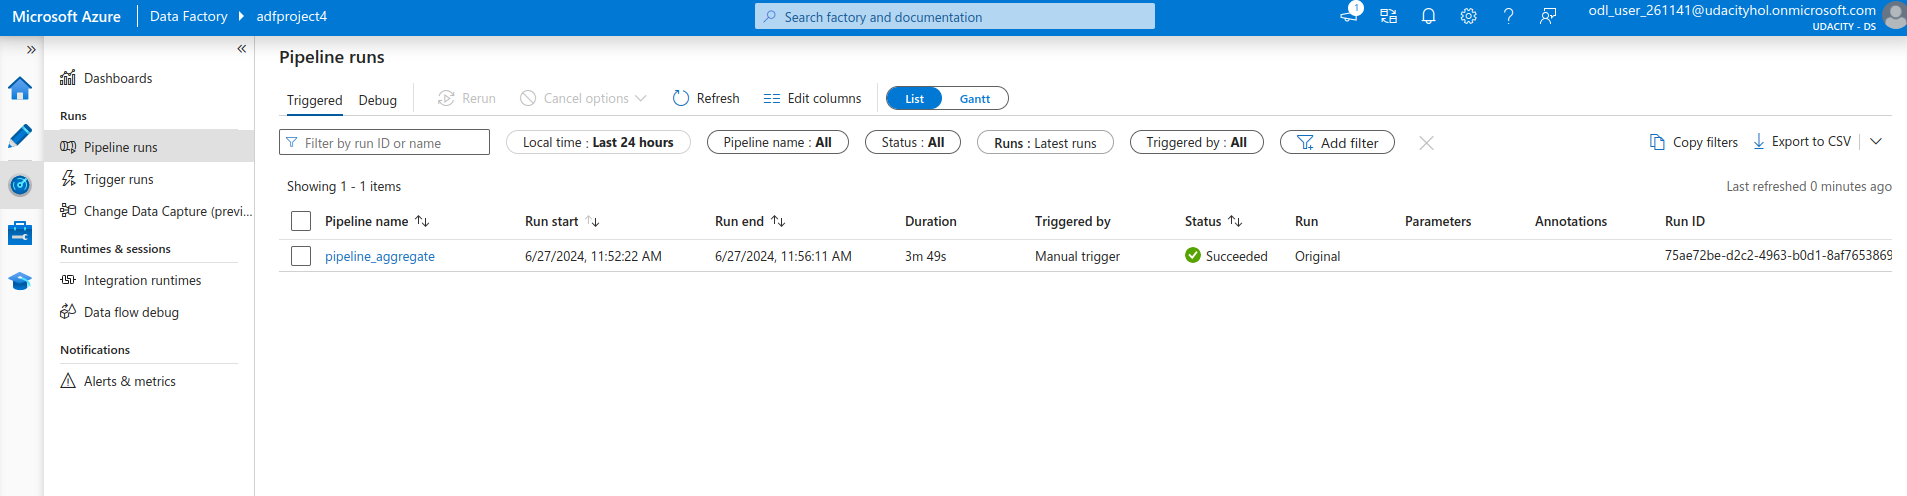 Microsoft Azure Data Factory adfproject4 Search factory and documentation 1 odl_user_261141@udacityhol.onmicrosoft.com
UDACITY - DS
Dashboards
Runs
Pipeline runs
Trigger runs
Change Data Capture (previ...
Runtimes & sessions
Integration runtimes
Data flow debug
Notifications
Alerts & metrics
Pipeline runs
Triggered Debug Rerun Cancel options Refresh Edit columns List Gantt
Filter by run ID or name Local time : Last 24 hours Pipeline name : All Status : All Runs : Latest runs Triggered by : All Add filter Copy filters Export to CSV
Showing 1 - 1 items Last refreshed 0 minutes ago
Pipeline name Run start Run end Duration Triggered by Status Run Parameters Annotations Run ID
pipeline_aggregate 6/27/2024, 11:52:22 AM 6/27/2024, 11:56:11 AM 3m 49s Manual trigger Succeeded Original 75ae72be-d2c2-4963-b0d1-8af7653869